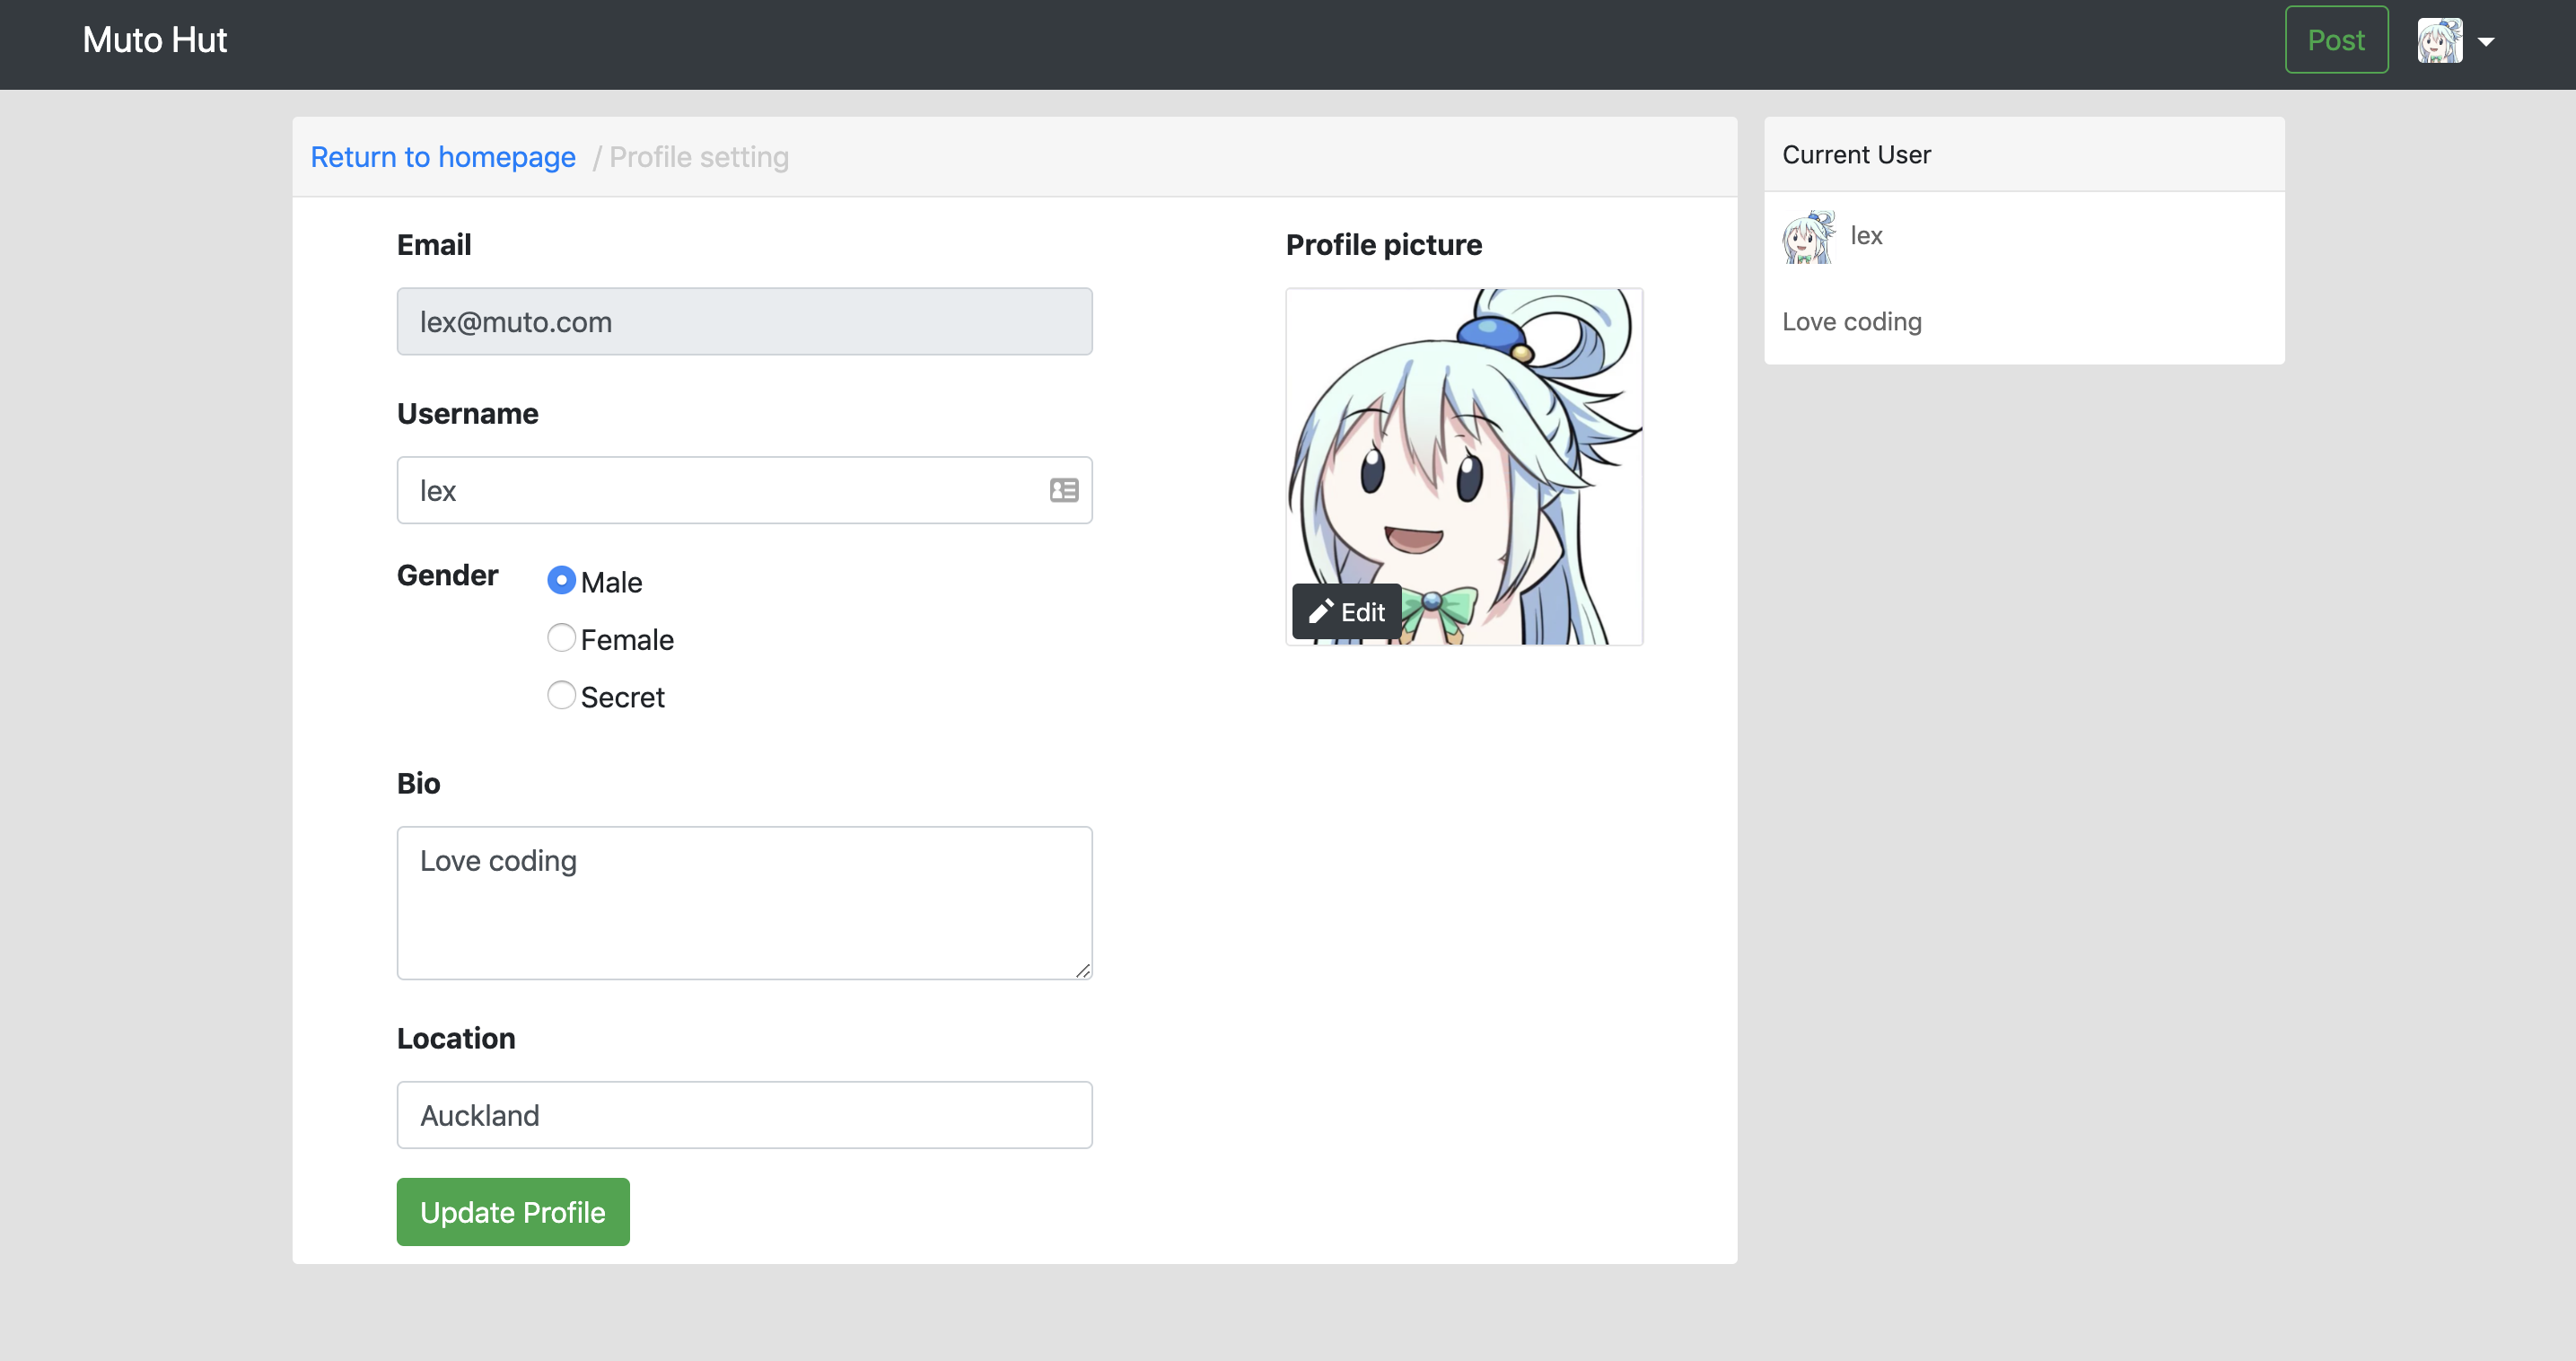 Muto Hut
Post
Return to homepage / Profile setting
Email
lex@muto.com
Username
lex
Gender
Male
Female
Secret
Bio
Love coding
Location
Auckland
Update Profile
Profile picture
Edit
Current User
lex
Love coding